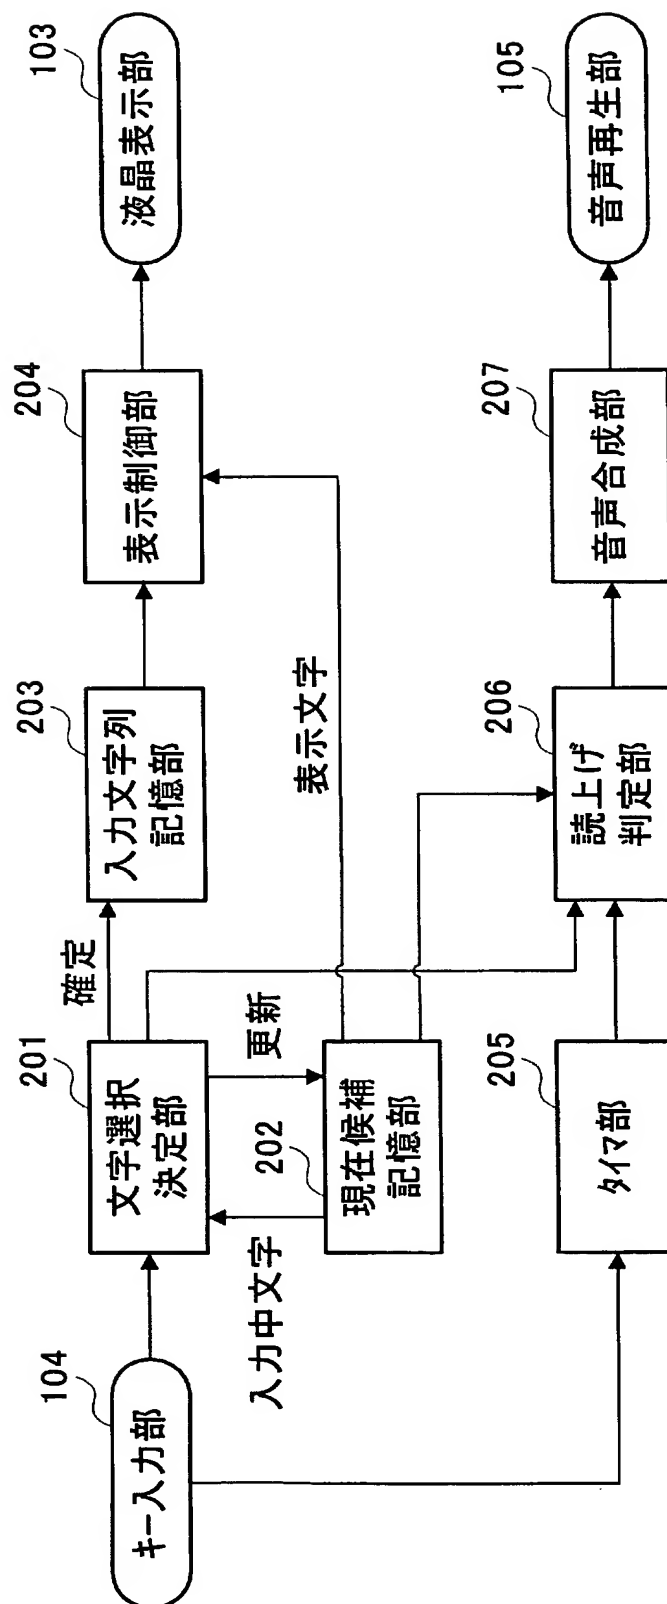 104
キー入力部
201
文字選択
決定部
確定
203
入力文字列
記憶部
204
表示制御部
103
液晶表示部
入力中文字
更新
202
現在候補
記憶部
表示文字
205
タイマ部
206
読上げ
判定部
207
音声合成部
105
音声再生部